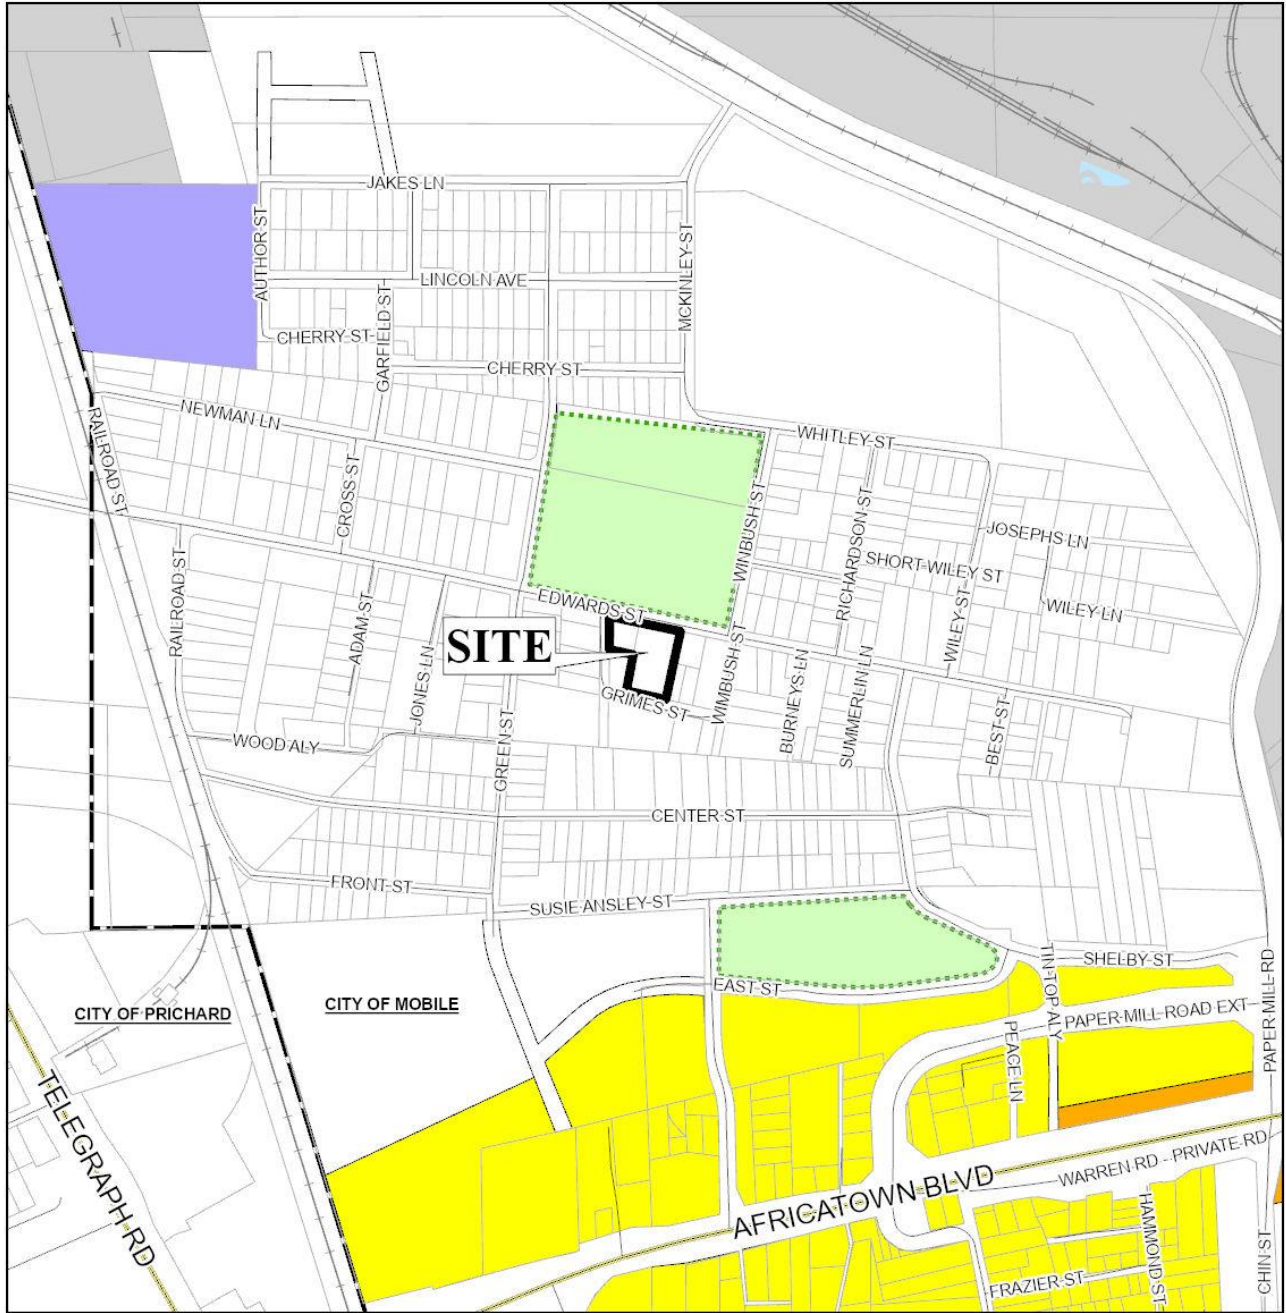 JAKES LN
AUTHOR ST
LINCOLN AVE
MCKINLEY ST
GARFIELD ST
CHERRY ST
CHERRY ST
NEWMAN LN
RAILROAD ST
CROSS ST
WHITLEY ST
WINBUSH ST
RICHARDSON ST
JOSEPHS LN
SHORT WILEY ST
WILEY LN
WILEY ST
RAILROAD ST
ADAM ST
JONES LN
EDWARDS ST
SITE
GRIMES ST
WIMBUSH ST
BURNEYS LN
SUMMERLIN LN
BEST ST
WOOD ALY
GREEN ST
CENTER ST
FRONT ST
SUSIE ANSLEY ST
SHELBY ST
TIN TOP ALY
EAST ST
PAPER MILL RD
CITY OF PRICHARD
CITY OF MOBILE
PAPER MILL ROAD EXT
PEACE LN
TELEGRAPH RD
AFRICATOWN BLVD
WARREN RD - PRIVATE RD
HAMMOND ST
CHIN ST
FRAZIER ST